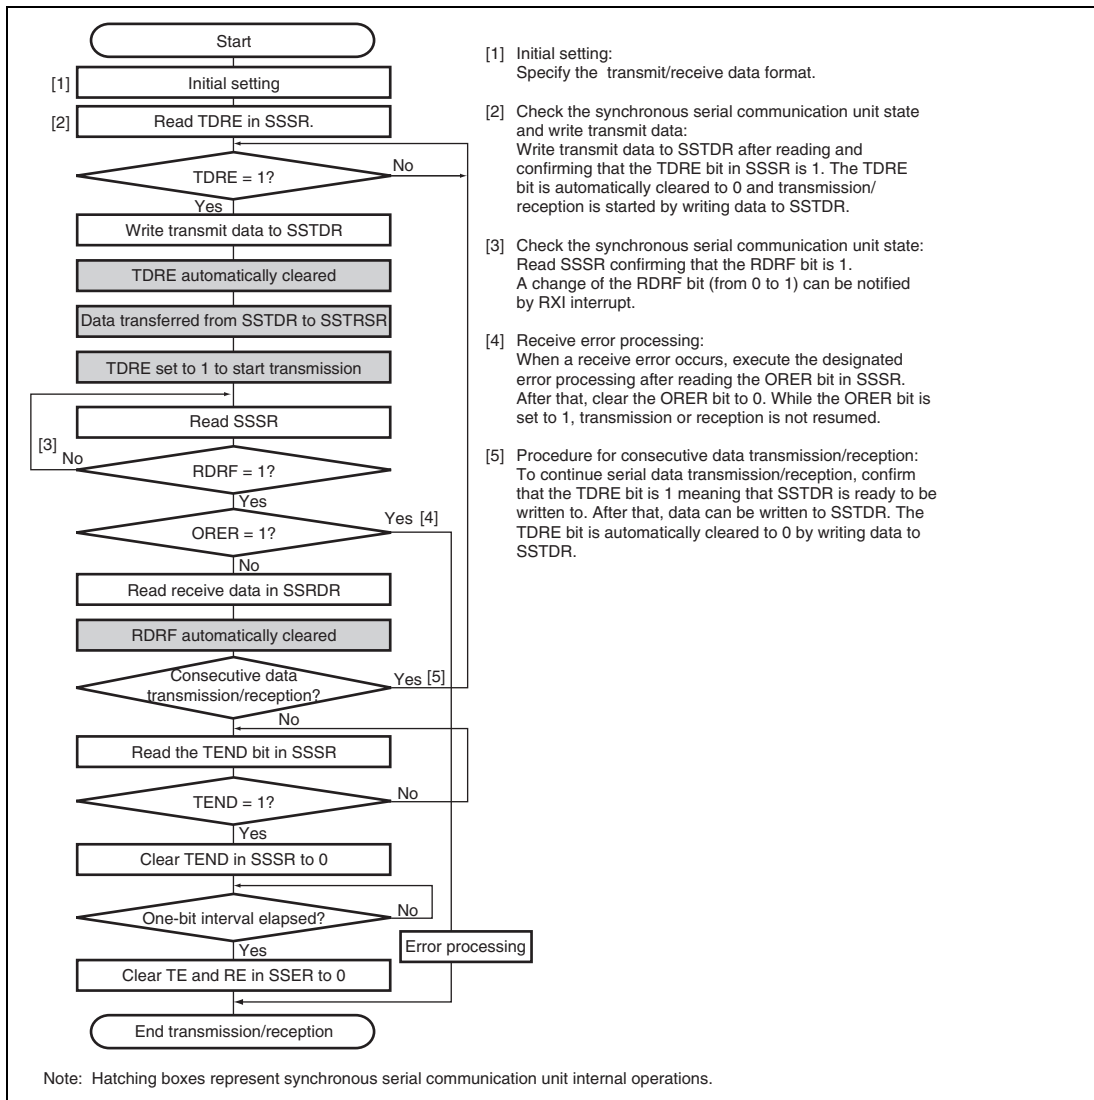 Start
[1] Initial setting
[2] Read TDRE in SSSR.
TDRE = 1?
No
Yes
Write transmit data to SSTDR
TDRE automatically cleared
Data transferred from SSTDR to SSTRSR
TDRE set to 1 to start transmission
Read SSSR
[3]
No
RDRF = 1?
Yes
ORER = 1?
Yes [4]
No
Read receive data in SSRDR
RDRF automatically cleared
Consecutive data
transmission/reception?
Yes [5]
No
Read the TEND bit in SSSR
TEND = 1?
No
Yes
Clear TEND in SSSR to 0
One-bit interval elapsed?
No
Yes
Error processing
Clear TE and RE in SSER to 0
End transmission/reception
[1] Initial setting:
Specify the transmit/receive data format.
[2] Check the synchronous serial communication unit state
and write transmit data:
Write transmit data to SSTDR after reading and
confirming that the TDRE bit in SSSR is 1. The TDRE
bit is automatically cleared to 0 and transmission/
reception is started by writing data to SSTDR.
[3] Check the synchronous serial communication unit state:
Read SSSR confirming that the RDRF bit is 1.
A change of the RDRF bit (from 0 to 1) can be notified
by RXI interrupt.
[4] Receive error processing:
When a receive error occurs, execute the designated
error processing after reading the ORER bit in SSSR.
After that, clear the ORER bit to 0. While the ORER bit is
set to 1, transmission or reception is not resumed.
[5] Procedure for consecutive data transmission/reception:
To continue serial data transmission/reception, confirm
that the TDRE bit is 1 meaning that SSTDR is ready to be
written to. After that, data can be written to SSTDR. The
TDRE bit is automatically cleared to 0 by writing data to
SSTDR.
Note: Hatching boxes represent synchronous serial communication unit internal operations.